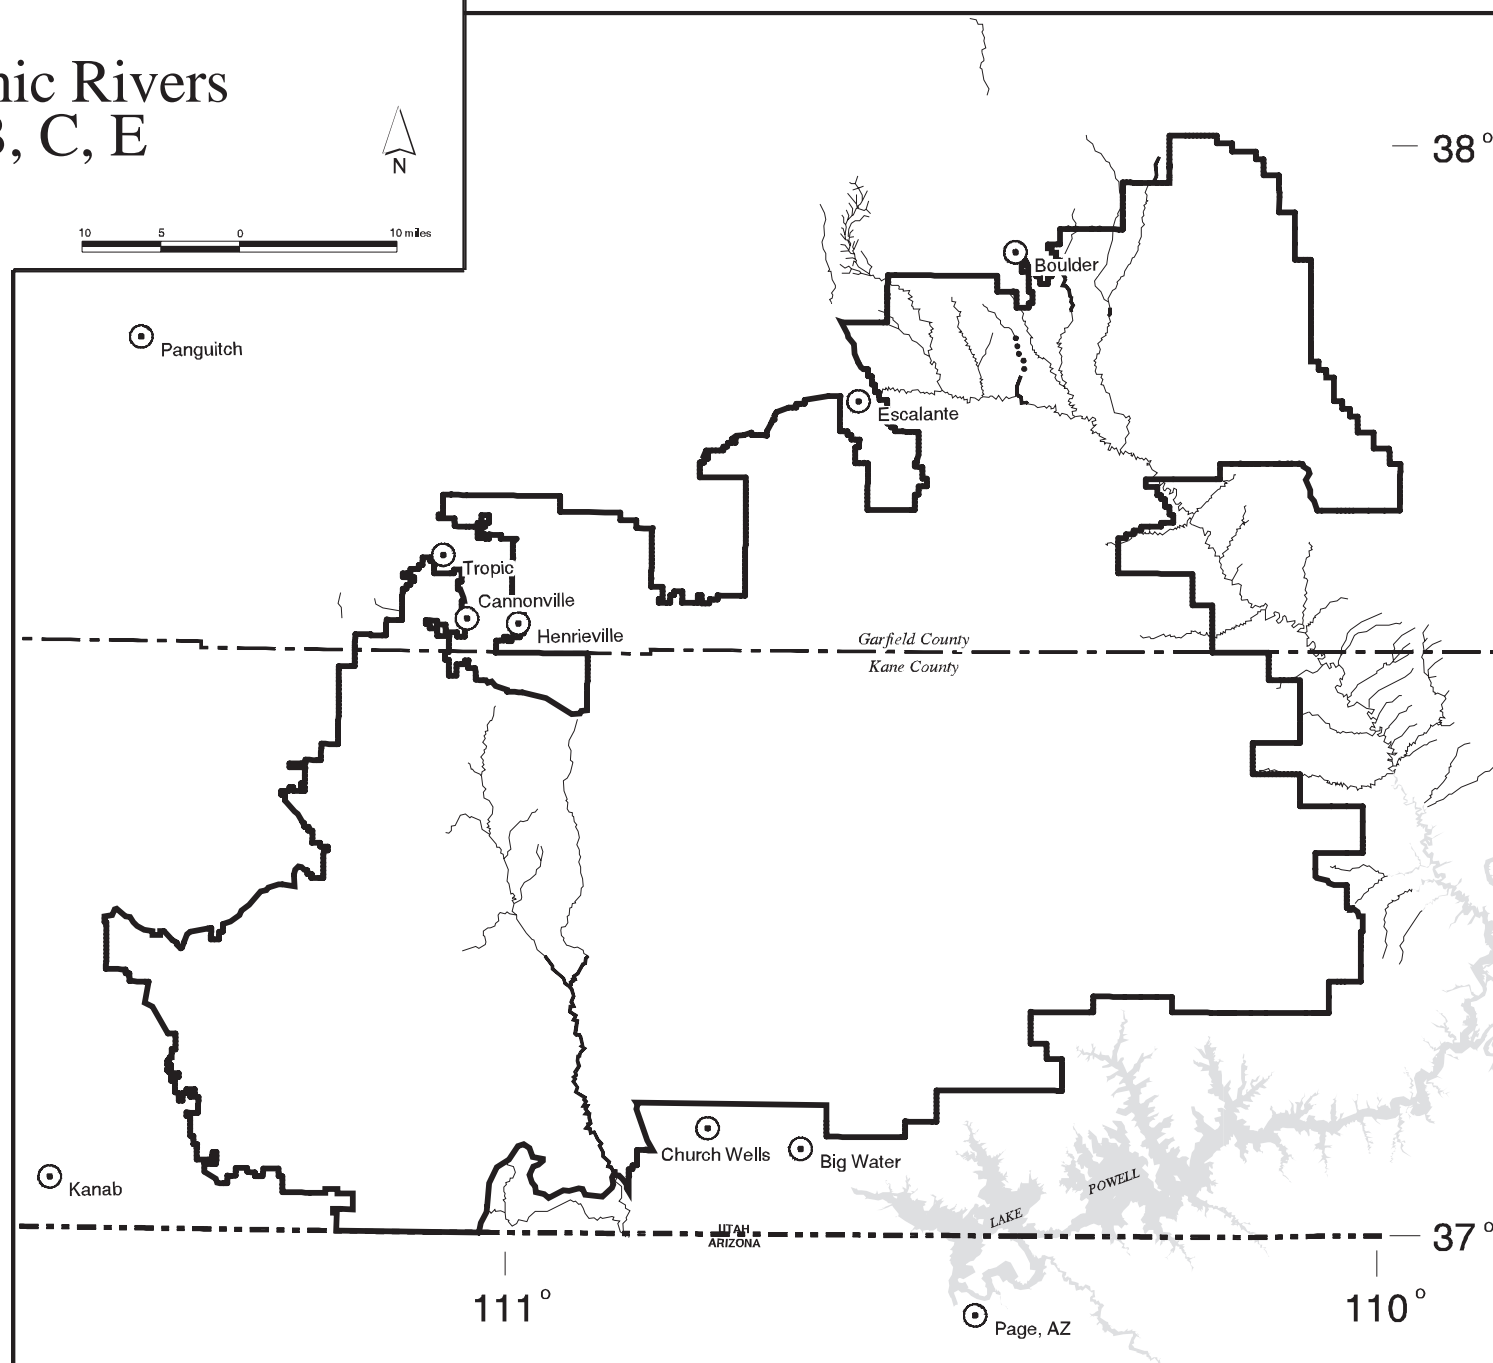 nic Rivers
, C, E
N
10 5 0 10 miles
38°
Boulder
Panguitch
Escalante
Tropic
Cannonville
Henrieville
Garfield County
Kane County
Church Wells
Big Water
Kanab
POWELL
LAKE
UTAH
ARIZONA
37°
111° 110°
Page, AZ